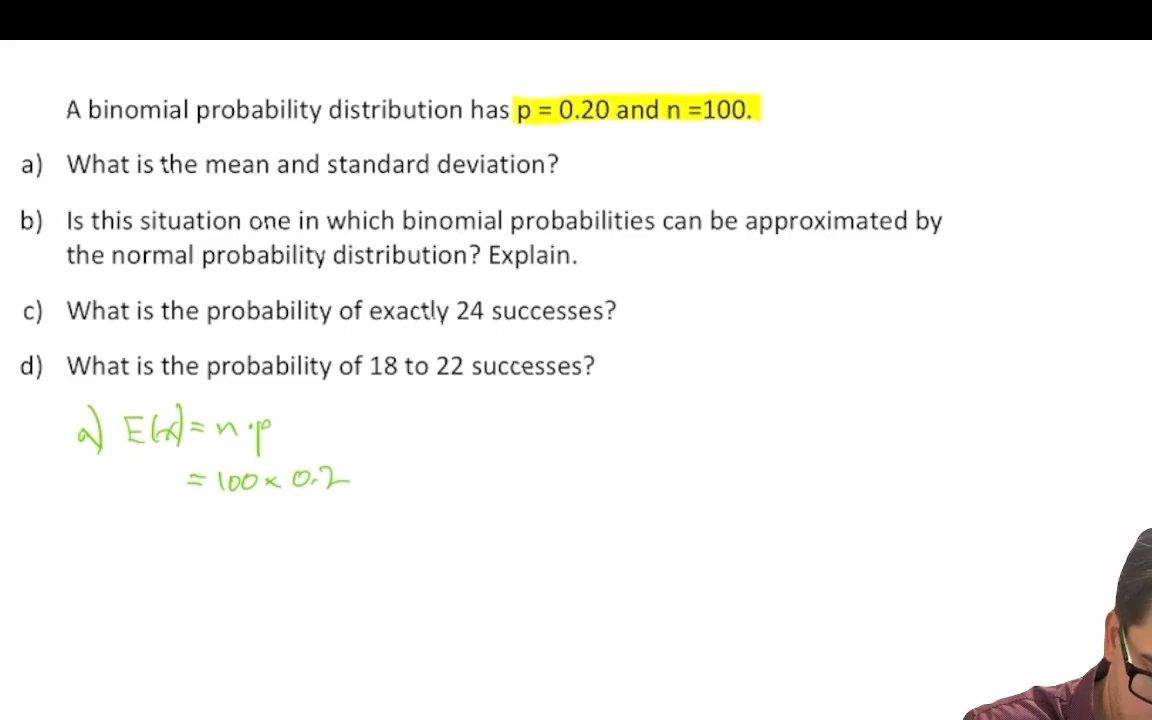 A binomial probability distribution has p = 0.20 and n =100.
a) What is the mean and standard deviation?
b) Is this situation one in which binomial probabilities can be approximated by
the normal probability distribution? Explain.
c) What is the probability of exactly 24 successes?
d) What is the probability of 18 to 22 successes?
a) E(x) = n · p
= 100 × 0.2